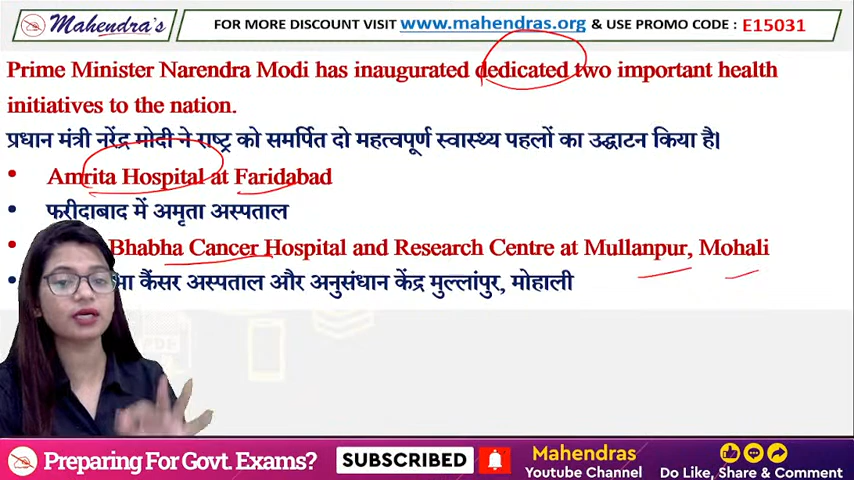 Mahendra's
FOR MORE DISCOUNT VISIT www.mahendras.org & USE PROMO CODE : E15031
Prime Minister Narendra Modi has inaugurated dedicated two important health
initiatives to the nation.
प्रधान मंत्री नरेंद्र मोदी ने राष्ट्र को समर्पित दो महत्वपूर्ण स्वास्थ्य पहलों का उद्घाटन किया है।
• Amrita Hospital at Faridabad
• फरीदाबाद में अमृता अस्पताल
• Bhabha Cancer Hospital and Research Centre at Mullanpur, Mohali
• कैंसर अस्पताल और अनुसंधान केंद्र मुल्लांपुर, मोहाली
Preparing For Govt. Exams? SUBSCRIBED Mahendras
Youtube Channel Do Like, Share & Comment